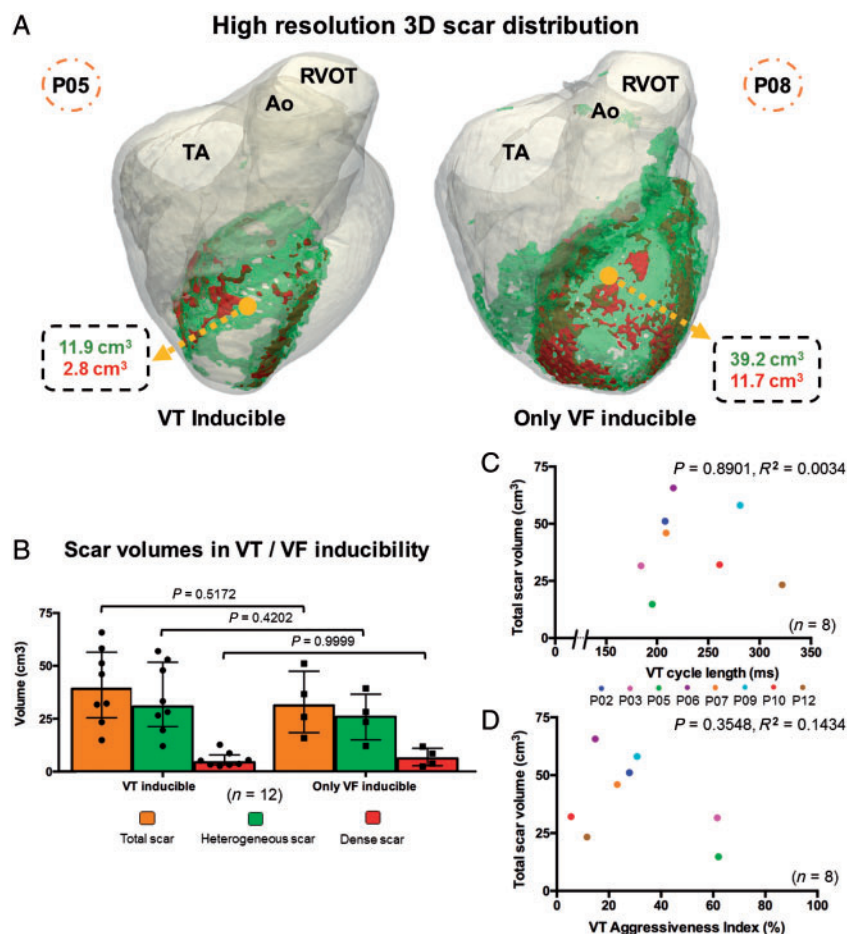 A
High resolution 3D scar distribution
P05
RVOT
Ao
TA
11.9 cm³
2.8 cm³
VT Inducible
P08
RVOT
Ao
TA
39.2 cm³
11.7 cm³
Only VF inducible
B
Scar volumes in VT / VF inducibility
P = 0.5172
P = 0.4202
P = 0.9999
Volume (cm3)
75
50
25
0
VT inducible
Only VF inducible
(n = 12)
Total scar
Heterogeneous scar
Dense scar
C
P = 0.8901, R² = 0.0034
Total scar volume (cm³)
75
50
25
0
0 150 200 250 300 350
(n = 8)
VT cycle length (ms)
P02 P03 P05 P06 P07 P09 P10 P12
D
P = 0.3548, R² = 0.1434
Total scar volume (cm³)
75
50
25
0
0 20 40 60 80 100
(n = 8)
VT Aggressiveness Index (%)